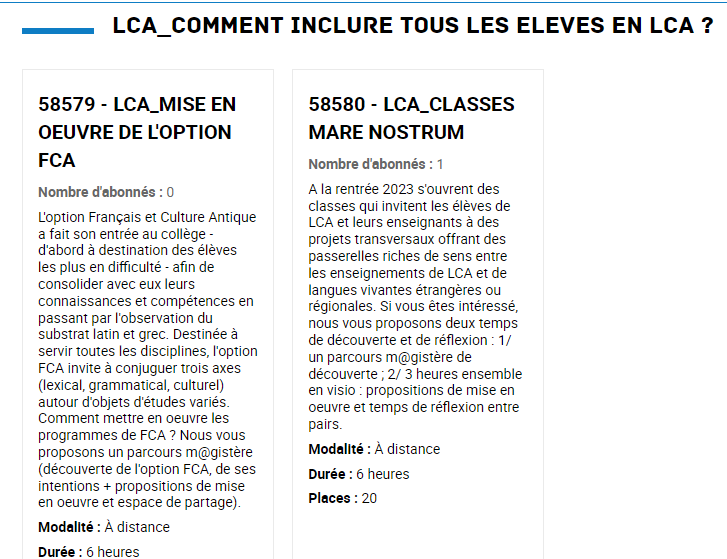 LCA_COMMENT INCLURE TOUS LES ELEVES EN LCA ?
58579 - LCA_MISE EN
OEUVRE DE L'OPTION
FCA
Nombre d'abonnés : 0
L'option Français et Culture Antique
a fait son entrée au collège -
d'abord à destination des élèves
les plus en difficulté - afin de
consolider avec eux leurs
connaissances et compétences en
passant par l'observation du
substrat latin et grec. Destinée à
servir toutes les disciplines, l'option
FCA invite à conjuguer trois axes
(lexical, grammatical, culturel)
autour d'objets d'études variés.
Comment mettre en oeuvre les
programmes de FCA ? Nous vous
proposons un parcours m@gistère
(découverte de l'option FCA, de ses
intentions + propositions de mise
en oeuvre et espace de partage).
Modalité : À distance
Durée : 6 heures
58580 - LCA_CLASSES
MARE NOSTRUM
Nombre d'abonnés : 1
A la rentrée 2023 s'ouvrent des
classes qui invitent les élèves de
LCA et leurs enseignants à des
projets transversaux offrant des
passerelles riches de sens entre
les enseignements de LCA et de
langues vivantes étrangères ou
régionales. Si vous êtes intéressé,
nous vous proposons deux temps
de découverte et de réflexion : 1/
un parcours m@gistère de
découverte ; 2/ 3 heures ensemble
en visio : propositions de mise en
oeuvre et temps de réflexion entre
pairs.
Modalité : À distance
Durée : 6 heures
Places : 20